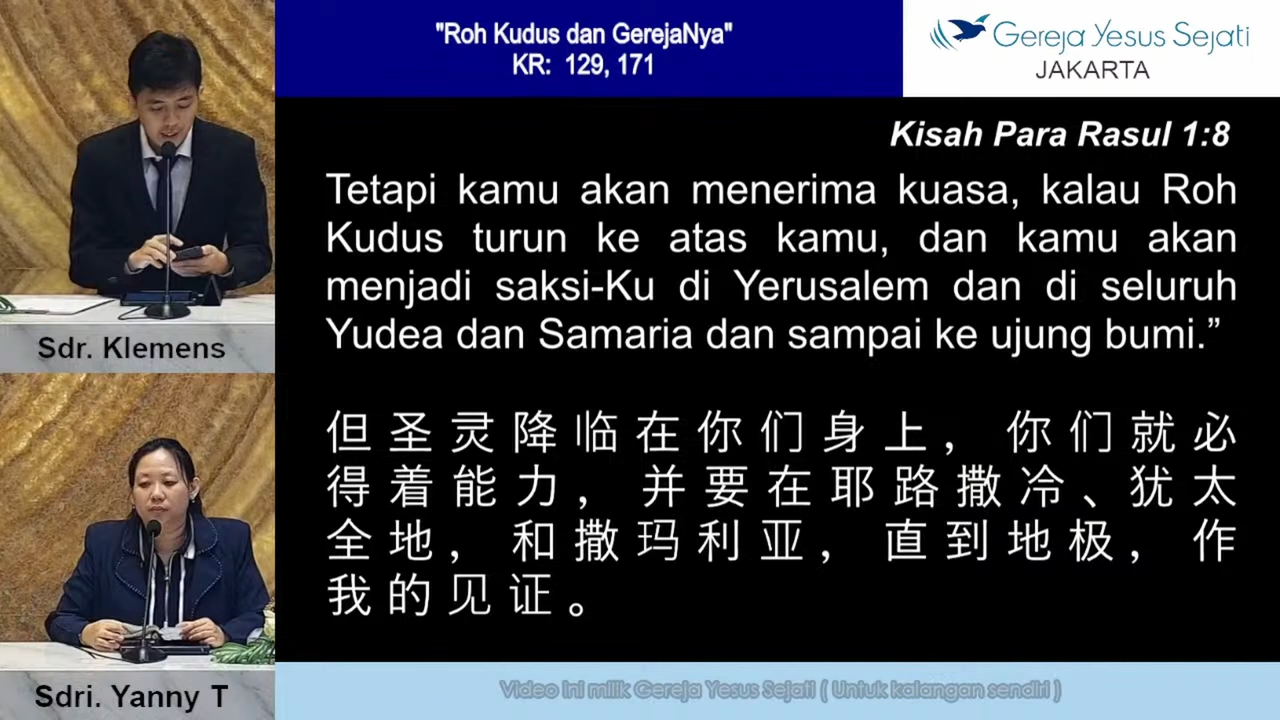 "Roh Kudus dan GerejaNya"
KR: 129, 171
Gereja Yesus Sejati
JAKARTA
Kisah Para Rasul 1:8
Tetapi kamu akan menerima kuasa, kalau Roh
Kudus turun ke atas kamu, dan kamu akan
menjadi saksi-Ku di Yerusalem dan di seluruh
Yudea dan Samaria dan sampai ke ujung bumi.”
但圣灵降临在你们身上，你们就必
得着能力，并要在耶路撒冷、犹太
全地，和撒玛利亚，直到地极，作
我的见证。
Sdr. Klemens
Sdri. Yanny T
Video ini milik Gereja Yesus Sejati ( Untuk kalangan sendiri )